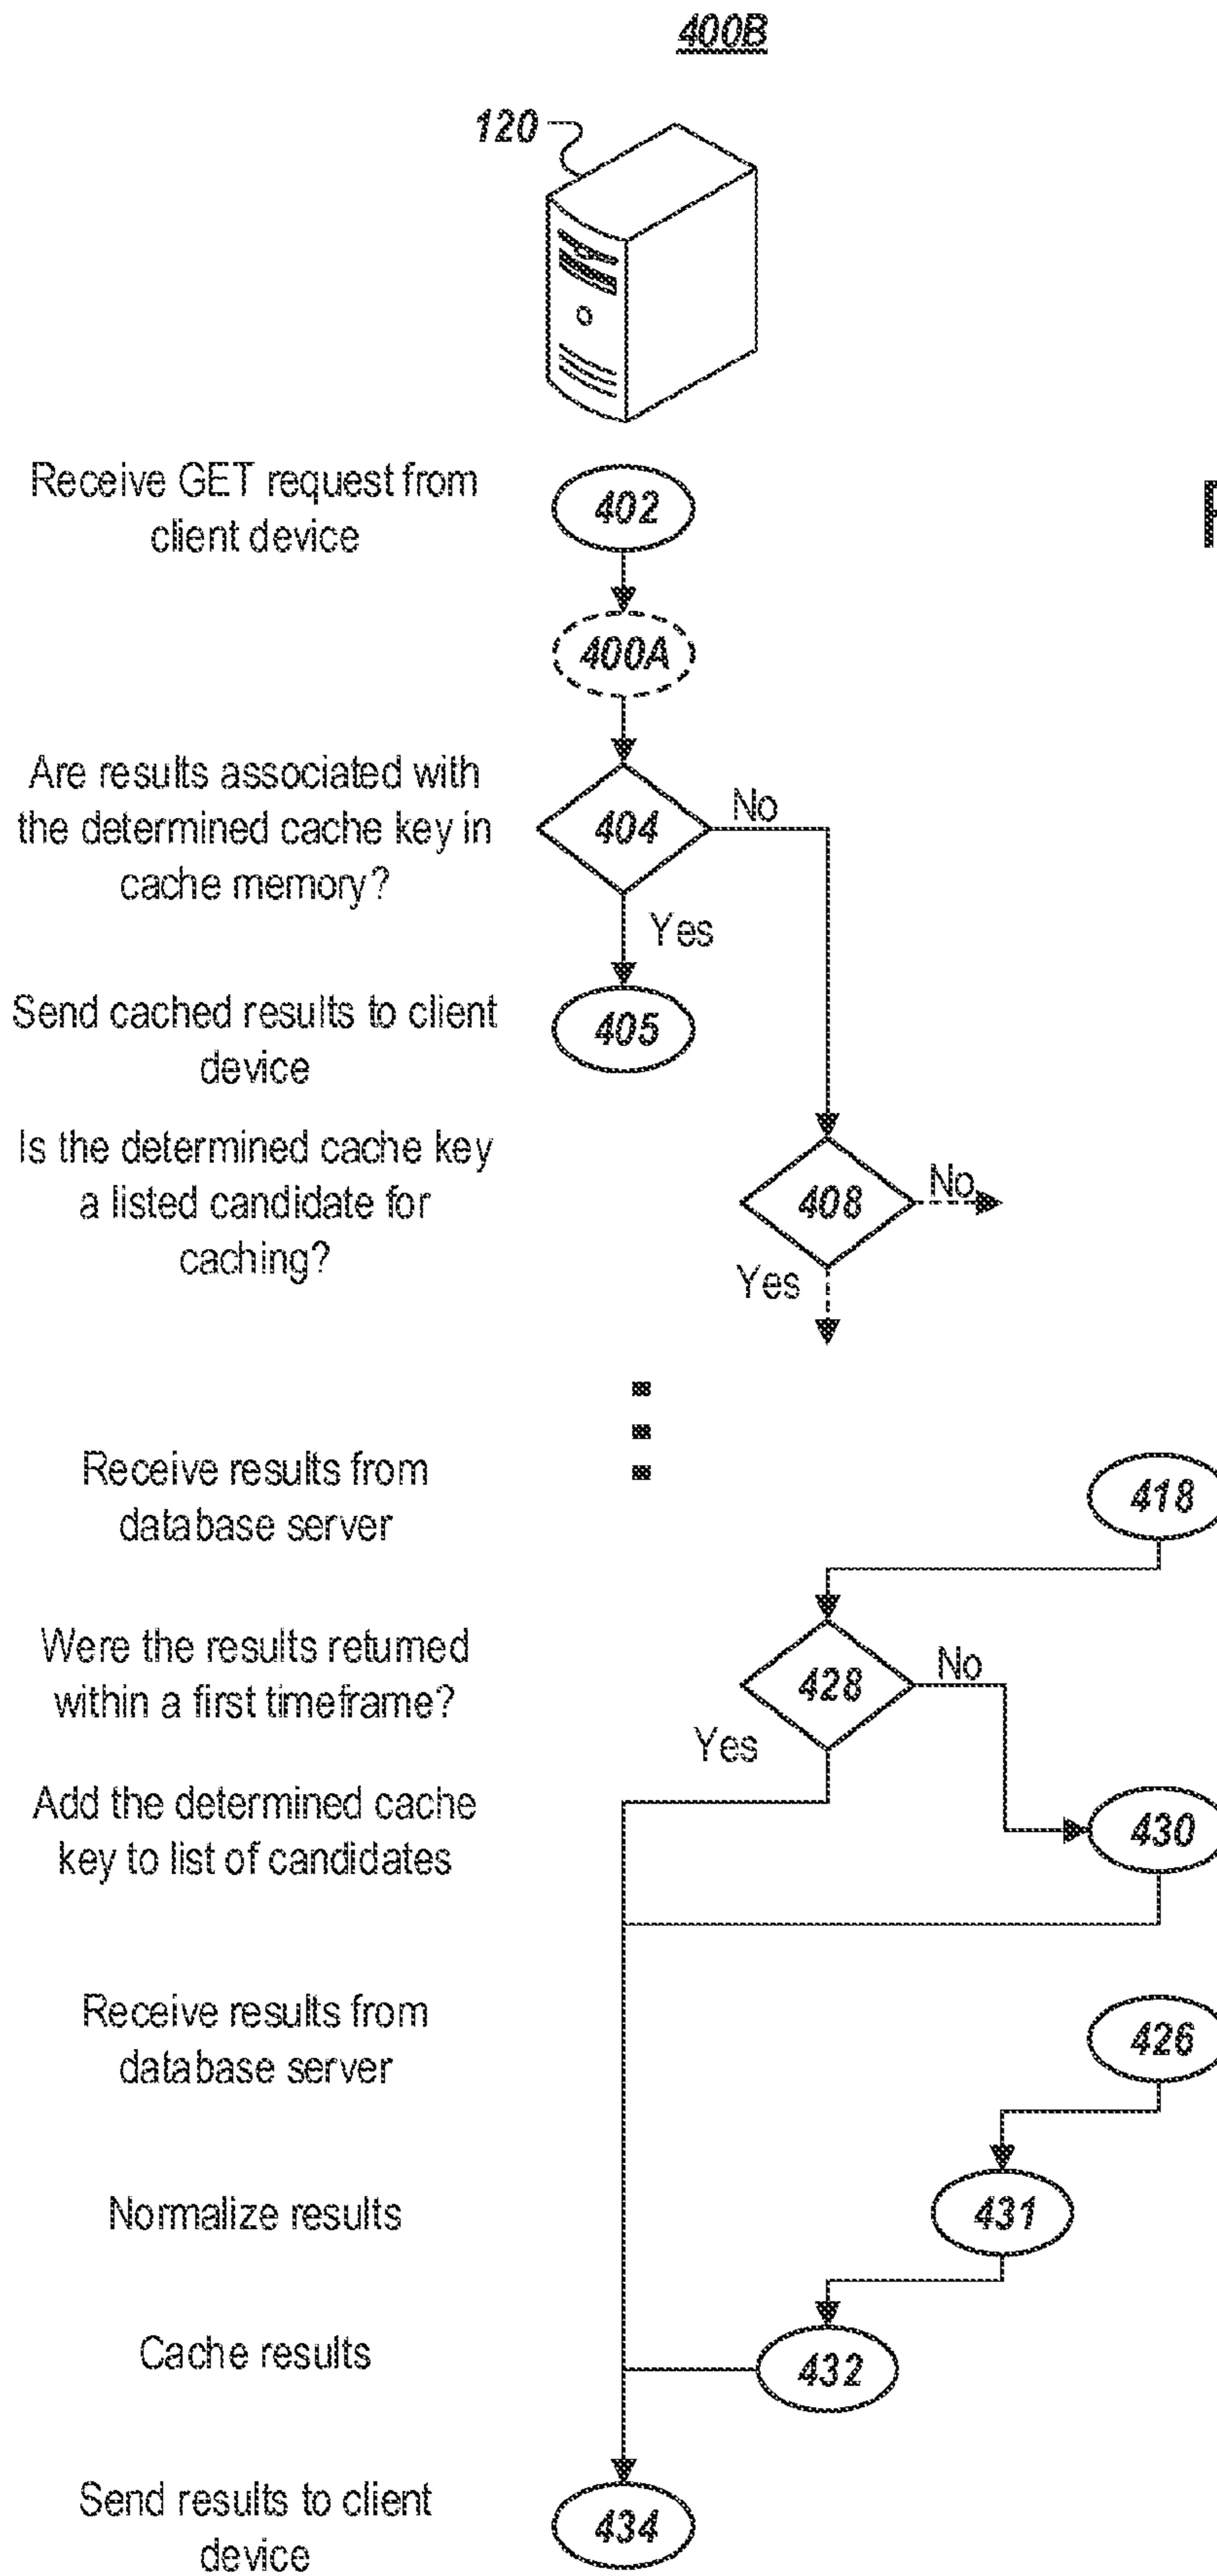 400B
120
Receive GET request from
client device
402
400A
Are results associated with
the determined cache key in
cache memory?
404
No
Yes
Send cached results to client
device
405
Is the determined cache key
a listed candidate for
caching?
408
No
Yes
Receive results from
database server
418
Were the results returned
within a first timeframe?
428
No
Yes
Add the determined cache
key to list of candidates
430
Receive results from
database server
426
Normalize results
431
Cache results
432
Send results to client
device
434